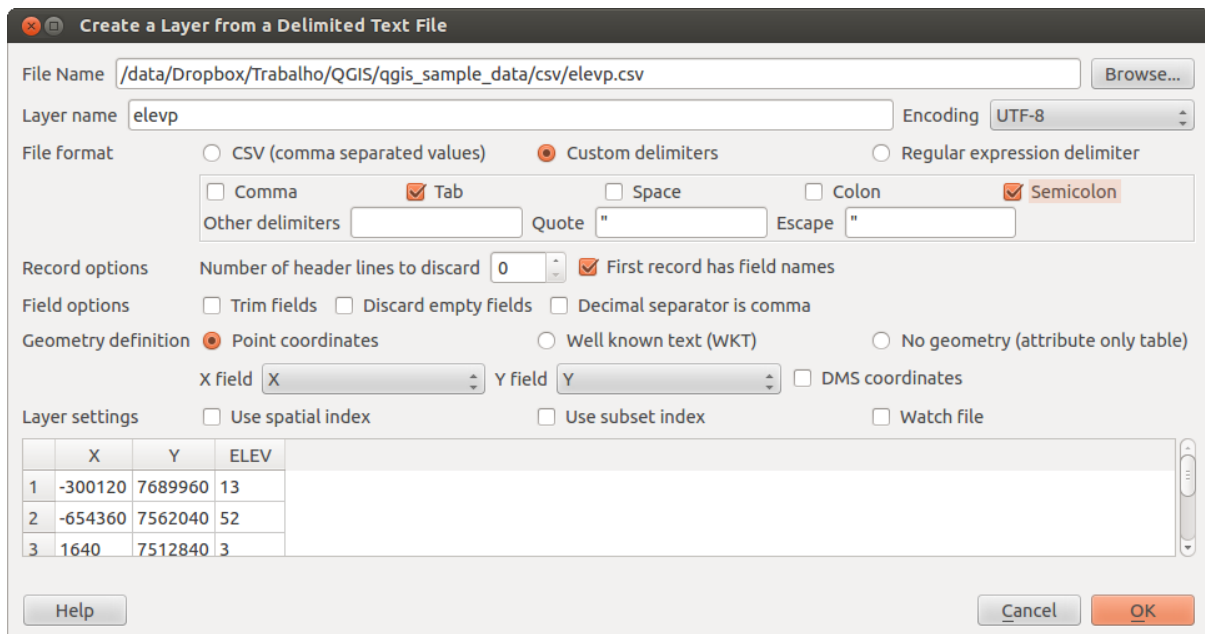 Create a Layer from a Delimited Text File
File Name /data/Dropbox/Trabalho/QGIS/qgis_sample_data/csv/elevp.csv Browse...
Layer name elevp Encoding UTF-8
File format CSV (comma separated values) Custom delimiters Regular expression delimiter
Comma Tab Space Colon Semicolon
Other delimiters Quote " Escape "
Record options Number of header lines to discard 0 First record has field names
Field options Trim fields Discard empty fields Decimal separator is comma
Geometry definition Point coordinates Well known text (WKT) No geometry (attribute only table)
X field X Y field Y DMS coordinates
Layer settings Use spatial index Use subset index Watch file
X Y ELEV
1 -300120 7689960 13
2 -654360 7562040 52
3 1640 7512840 3
Help Cancel OK